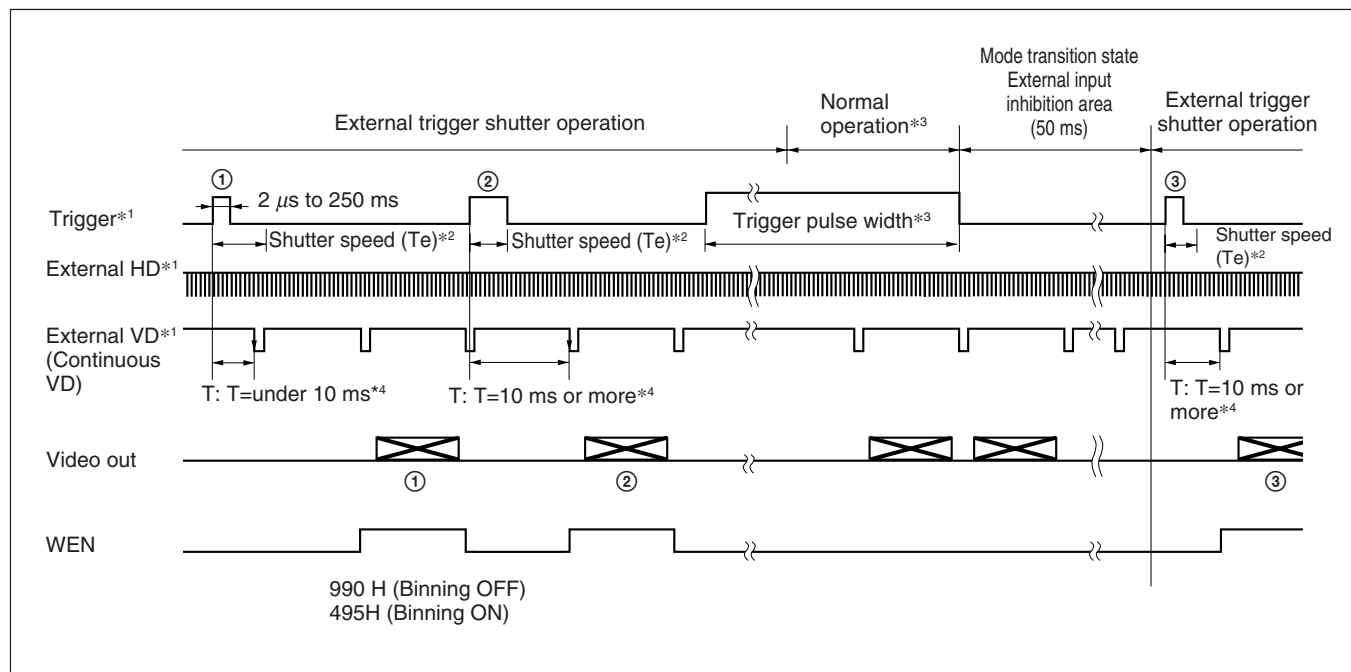 Mode transition state
External input
inhibition area
(50 ms)
Normal
operation*3
External trigger
shutter operation
External trigger shutter operation
① ② ③
2 μs to 250 ms
Trigger*1
Trigger pulse width*3
Shutter speed (Te)*2
Shutter speed (Te)*2
Shutter speed
(Te)*2
External HD*1
External VD*1
(Continuous
VD)
T: T=under 10 ms*4
T: T=10 ms or more*4
T: T=10 ms or
more*4
Video out
① ② ③
WEN
990 H (Binning OFF)
495H (Binning ON)